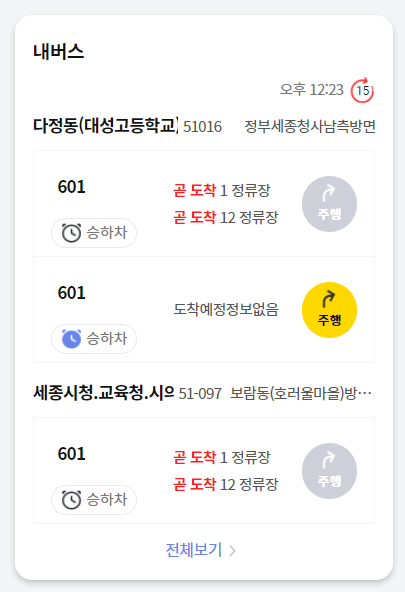 내버스
오후 12:23 15
다정동(대성고등학교) 51016 정부세종청사남측방면
601
곧 도착 1 정류장
곧 도착 12 정류장
주행
승하차
601
도착예정정보없음
주행
승하차
세종시청.교육청.시의 51-097 보람동(호려울마을)방…
601
곧 도착 1 정류장
곧 도착 12 정류장
주행
승하차
전체보기